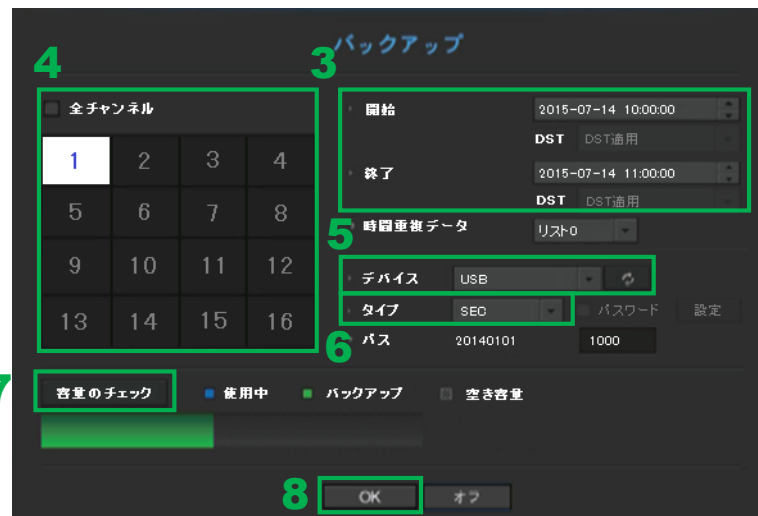 バックアップ
4
3
全チャンネル
1 2 3 4
5 6 7 8
9 10 11 12
13 14 15 16
開始 2015-07-14 10:00:00
DST DST適用
終了 2015-07-14 11:00:00
DST DST適用
5
時間重複データ リスト0
デバイス USB
タイプ SEC パスワード 設定
6
パス 20140101 1000
7
容量のチェック 使用中 バックアップ 空き容量
8
OK オフ